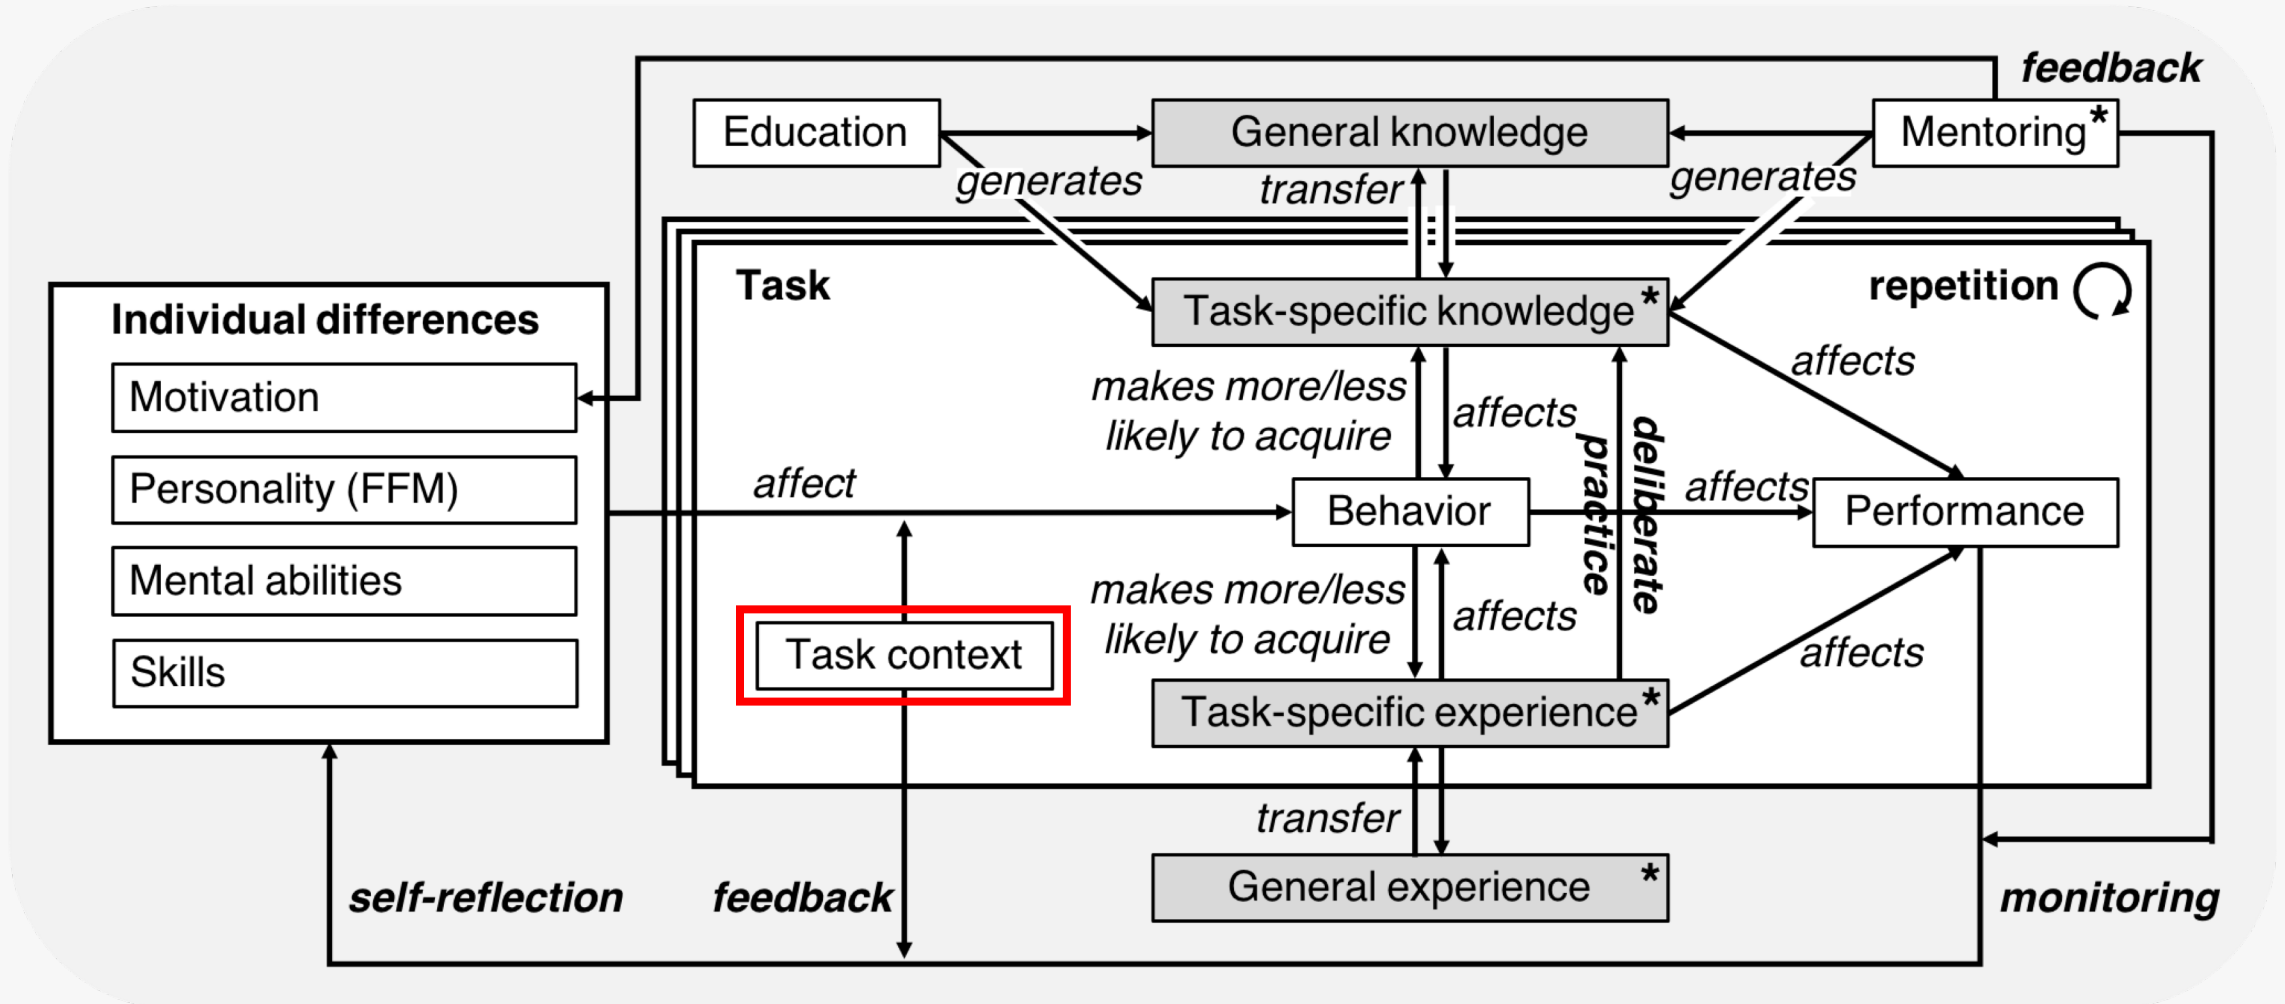 feedback
Education
General knowledge
Mentoring*
generates
transfer
generates
Task
repetition
Individual differences
Task-specific knowledge*
Motivation
makes more/less
likely to acquire
affects
affects
deliberate
practice
Personality (FFM)
affect
Behavior
affects
Performance
Mental abilities
makes more/less
likely to acquire
affects
Task context
affects
Skills
Task-specific experience*
transfer
General experience *
self-reflection
feedback
monitoring